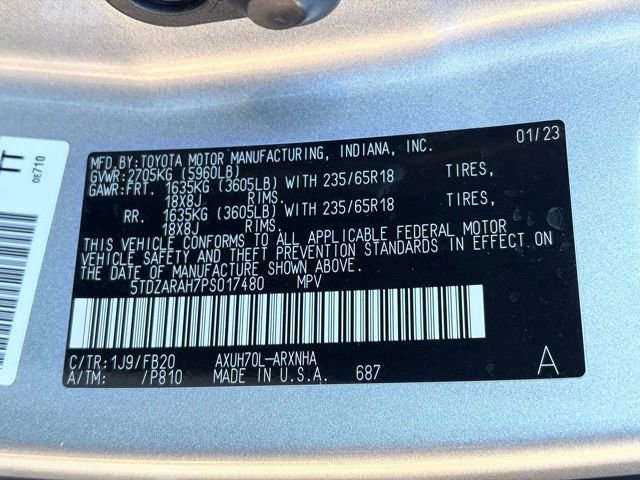 01/23
MFD.BY:TOYOTA MOTOR MANUFACTURING, INDIANA, INC.
GVWR:2705KG (5960LB)
GAWR:FRT. 1635KG (3605LB) WITH 235/65R18 TIRES,
18X8J RIMS.
RR. 1635KG (3605LB) WITH 235/65R18 TIRES,
18X8J RIMS.
THIS VEHICLE CONFORMS TO ALL APPLICABLE FEDERAL MOTOR
VEHICLE SAFETY AND THEFT PREVENTION STANDARDS IN EFFECT ON
THE DATE OF MANUFACTURE SHOWN ABOVE.
5TDZARAH7PS017480 MPV
C/TR:1J9/FB20 AXUH70L-ARXNHA
A/TM: /P810 MADE IN U.S.A. 687 A
TT
0E710